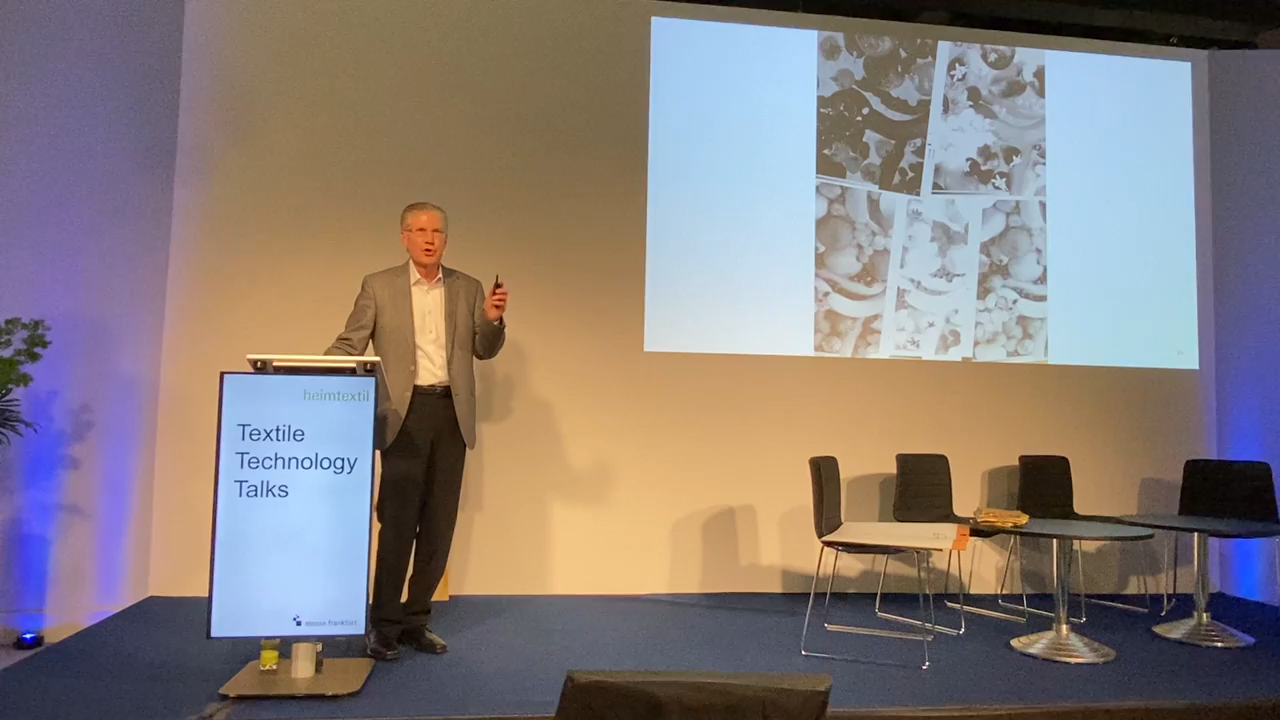 heimtextil
Textile
Technology
Talks
messe frankfurt